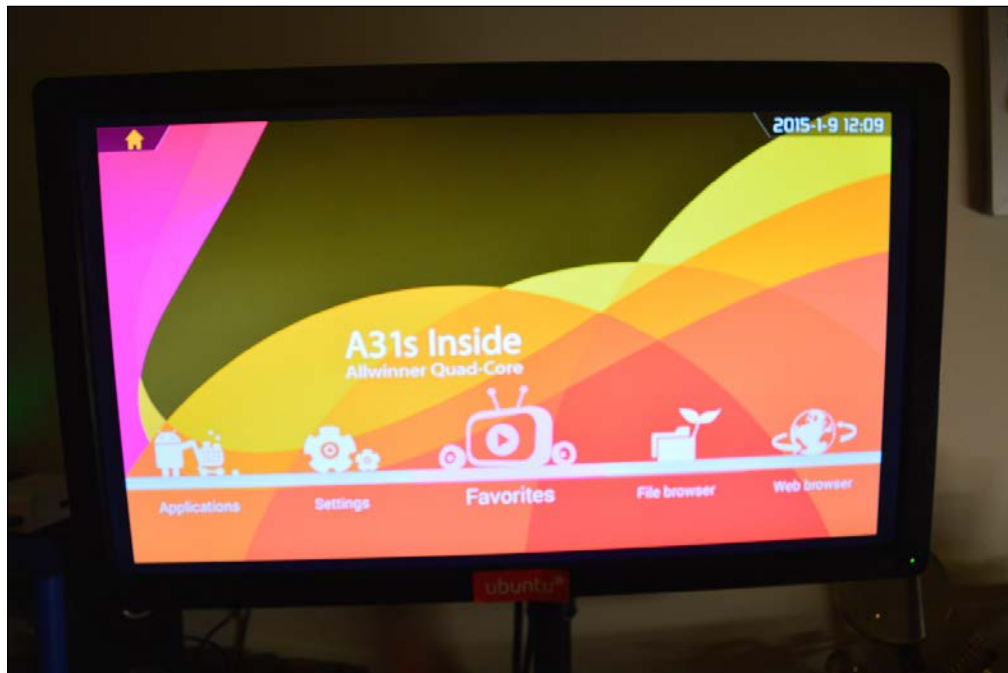 2015-1-9 12:09
A31s Inside
Allwinner Quad-Core
Applications
Settings
Favorites
File browser
Web browser
ubuntu